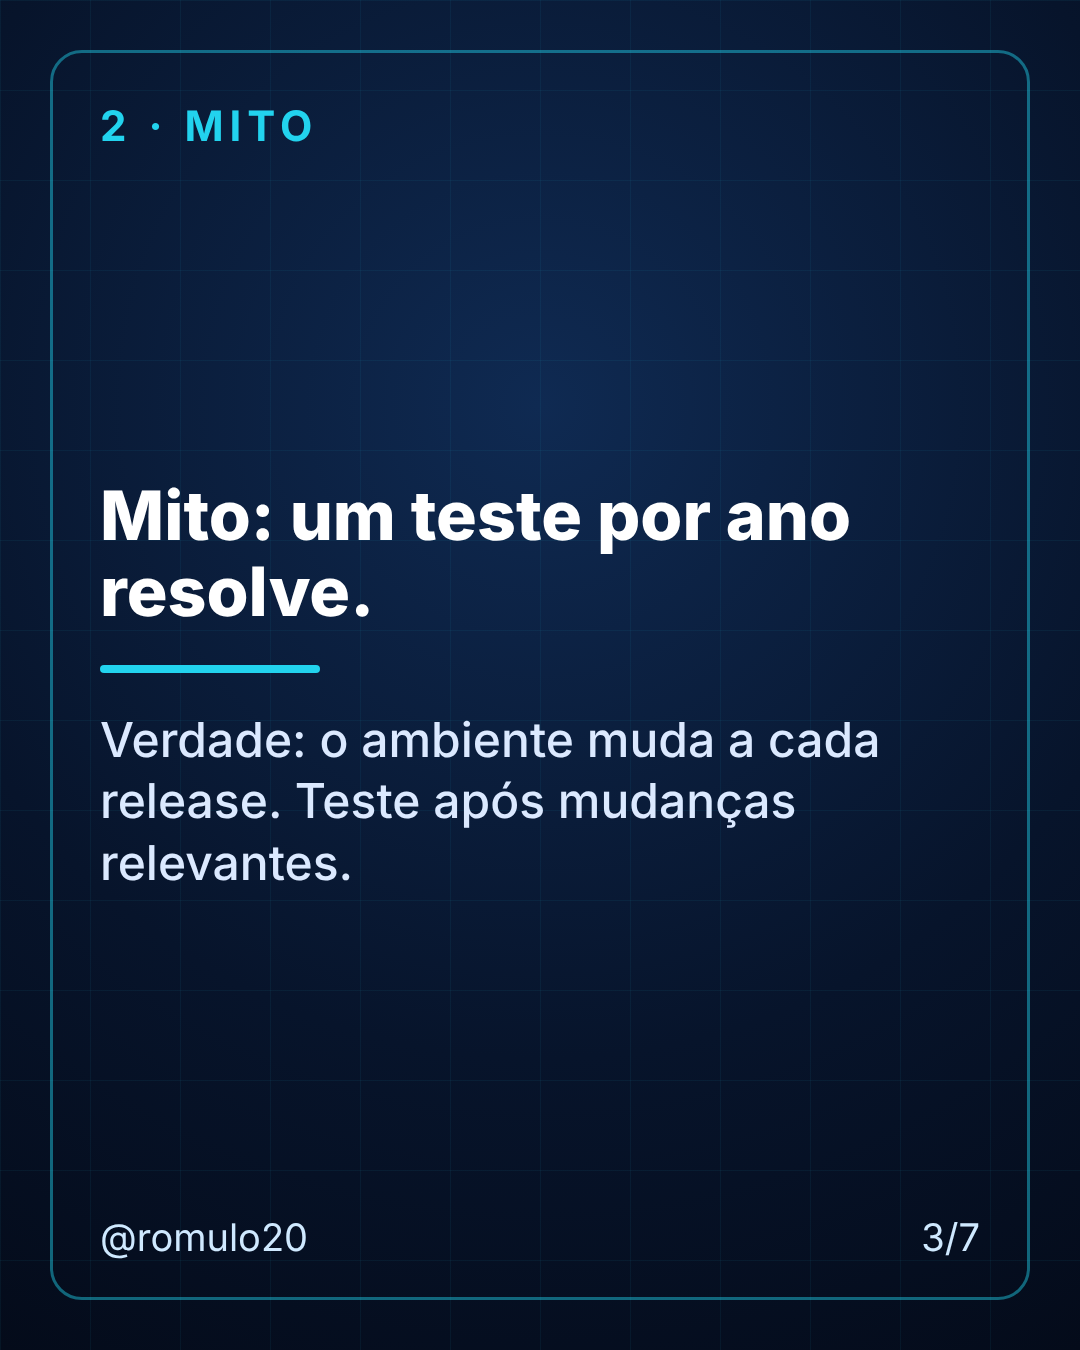 2 · MITO
Mito: um teste por ano
resolve.
Verdade: o ambiente muda a cada
release. Teste após mudanças
relevantes.
@romulo20
3/7